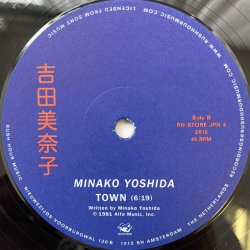 吉田美奈子
Side B
RH-STORE JPN 4
2016
45 RPM
MINAKO YOSHIDA
TOWN (6:19)
Written by Minako Yoshida
℗ 1981 Alfa Music, Inc.
RUSH HOUR MUSIC
LICENSED FROM SONY MUSIC
1012 RH AMSTERDAM
THE NETHERLANDS